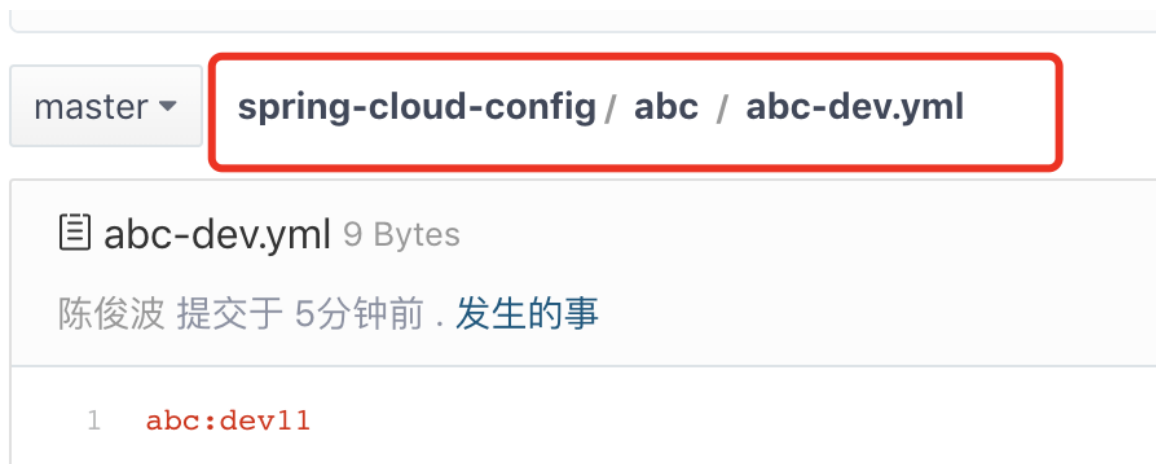 master spring-cloud-config / abc / abc-dev.yml
abc-dev.yml 9 Bytes
陈俊波 提交于 5分钟前 . 发生的事
1 abc:dev11